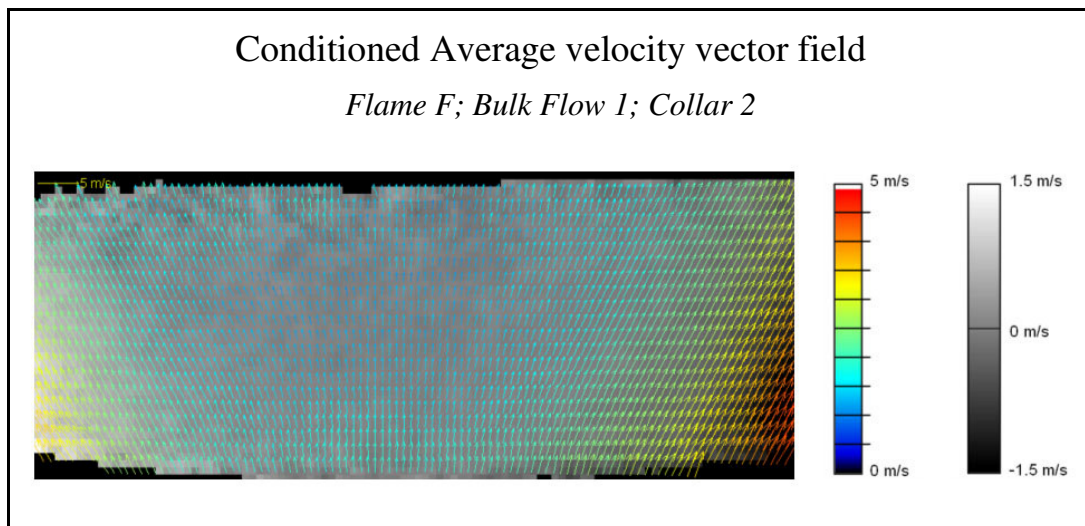 Conditioned Average velocity vector field
Flame F; Bulk Flow 1; Collar 2
5 m/s
5 m/s
0 m/s
1.5 m/s
0 m/s
-1.5 m/s